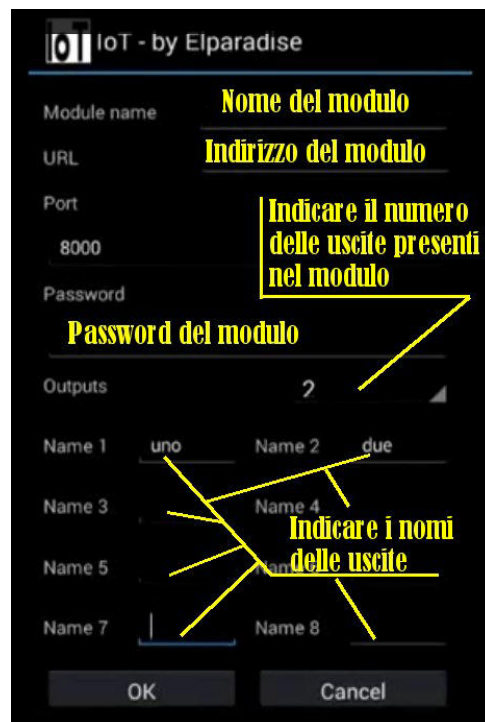 IoT IoT - by Elparadise
Module name
Nome del modulo
URL
Indirizzo del modulo
Port
8000
Indicare il numero
delle uscite presenti
nel modulo
Password
Password del modulo
Outputs
2
Name 1 uno Name 2 due
Name 3 Name 4
Indicare i nomi
delle uscite
Name 5
Name 7 Name 8
OK Cancel